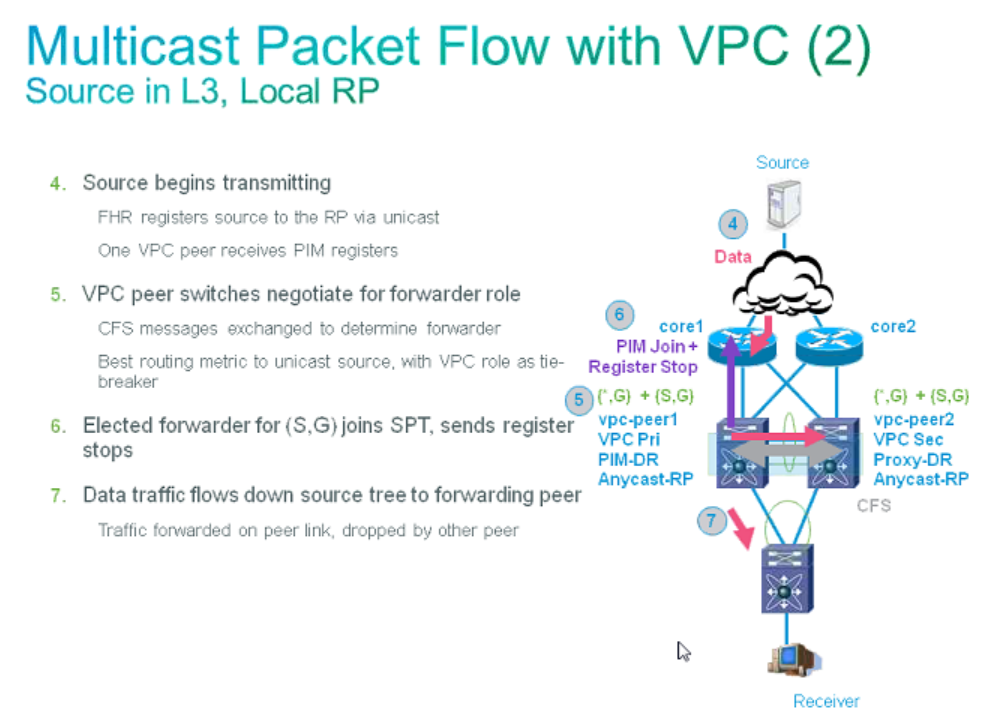 Multicast Packet Flow with VPC (2)
Source in L3, Local RP
4. Source begins transmitting
FHR registers source to the RP via unicast
One VPC peer receives PIM registers
5. VPC peer switches negotiate for forwarder role
CFS messages exchanged to determine forwarder
Best routing metric to unicast source, with VPC role as tie-
breaker
6. Elected forwarder for (S,G) joins SPT, sends register
stops
7. Data traffic flows down source tree to forwarding peer
Traffic forwarded on peer link, dropped by other peer
Source
4
Data
6
core1
core2
PIM Join +
Register Stop
5
(*,G) + (S,G)
vpc-peer1
VPC Pri
PIM-DR
Anycast-RP
(*,G) + (S,G)
vpc-peer2
VPC Sec
Proxy-DR
Anycast-RP
CFS
7
Receiver